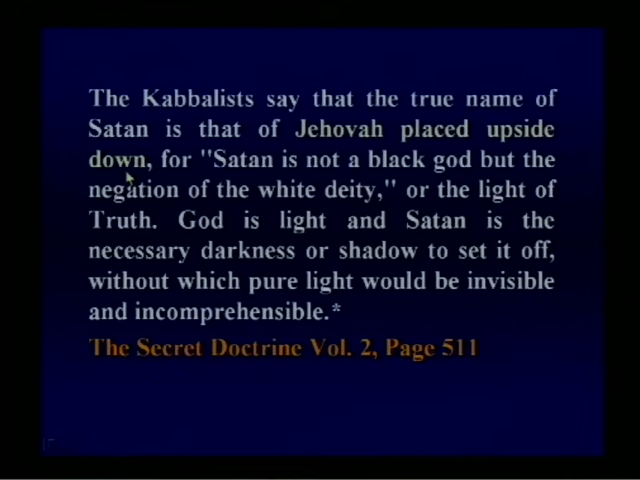 The Kabbalists say that the true name of
Satan is that of Jehovah placed upside
down, for "Satan is not a black god but the
negation of the white deity," or the light of
Truth. God is light and Satan is the
necessary darkness or shadow to set it off,
without which pure light would be invisible
and incomprehensible.*
The Secret Doctrine Vol. 2, Page 511